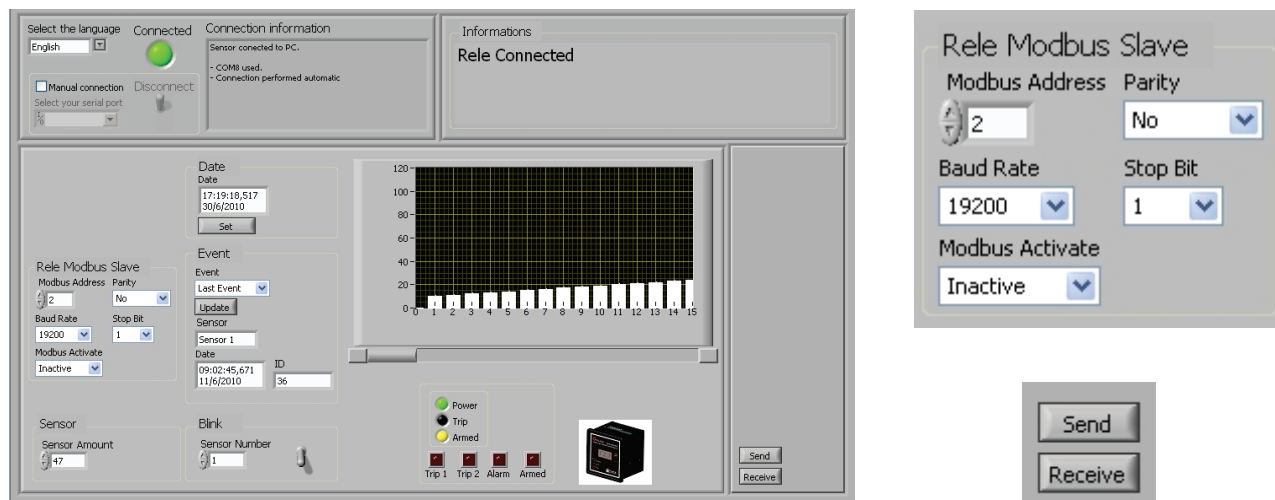 Select the language
English
Connected
Manual connection
Disconnect
Select your serial port
Connection information
Sensor conected to PC.
- COM8 used.
- Connection performed automatic
Informations
Rele Connected
Date
Date
17:19:18,517
30/6/2010
Set
Rele Modbus Slave
Modbus Address Parity
2 No
Baud Rate Stop Bit
19200 1
Modbus Activate
Inactive
Event
Event
Last Event
Update
Sensor
Sensor 1
Date
09:02:45,671
11/6/2010
ID
36
Sensor
Sensor Amount
47
Blink
Sensor Number
1
120
100
80
60
40
20
0
0 1 2 3 4 5 6 7 8 9 10 11 12 13 14 15
Power
Trip
Armed
Trip 1 Trip 2 Alarm Armed
Send
Receive
Rele Modbus Slave
Modbus Address Parity
2 No
Baud Rate Stop Bit
19200 1
Modbus Activate
Inactive
Send
Receive